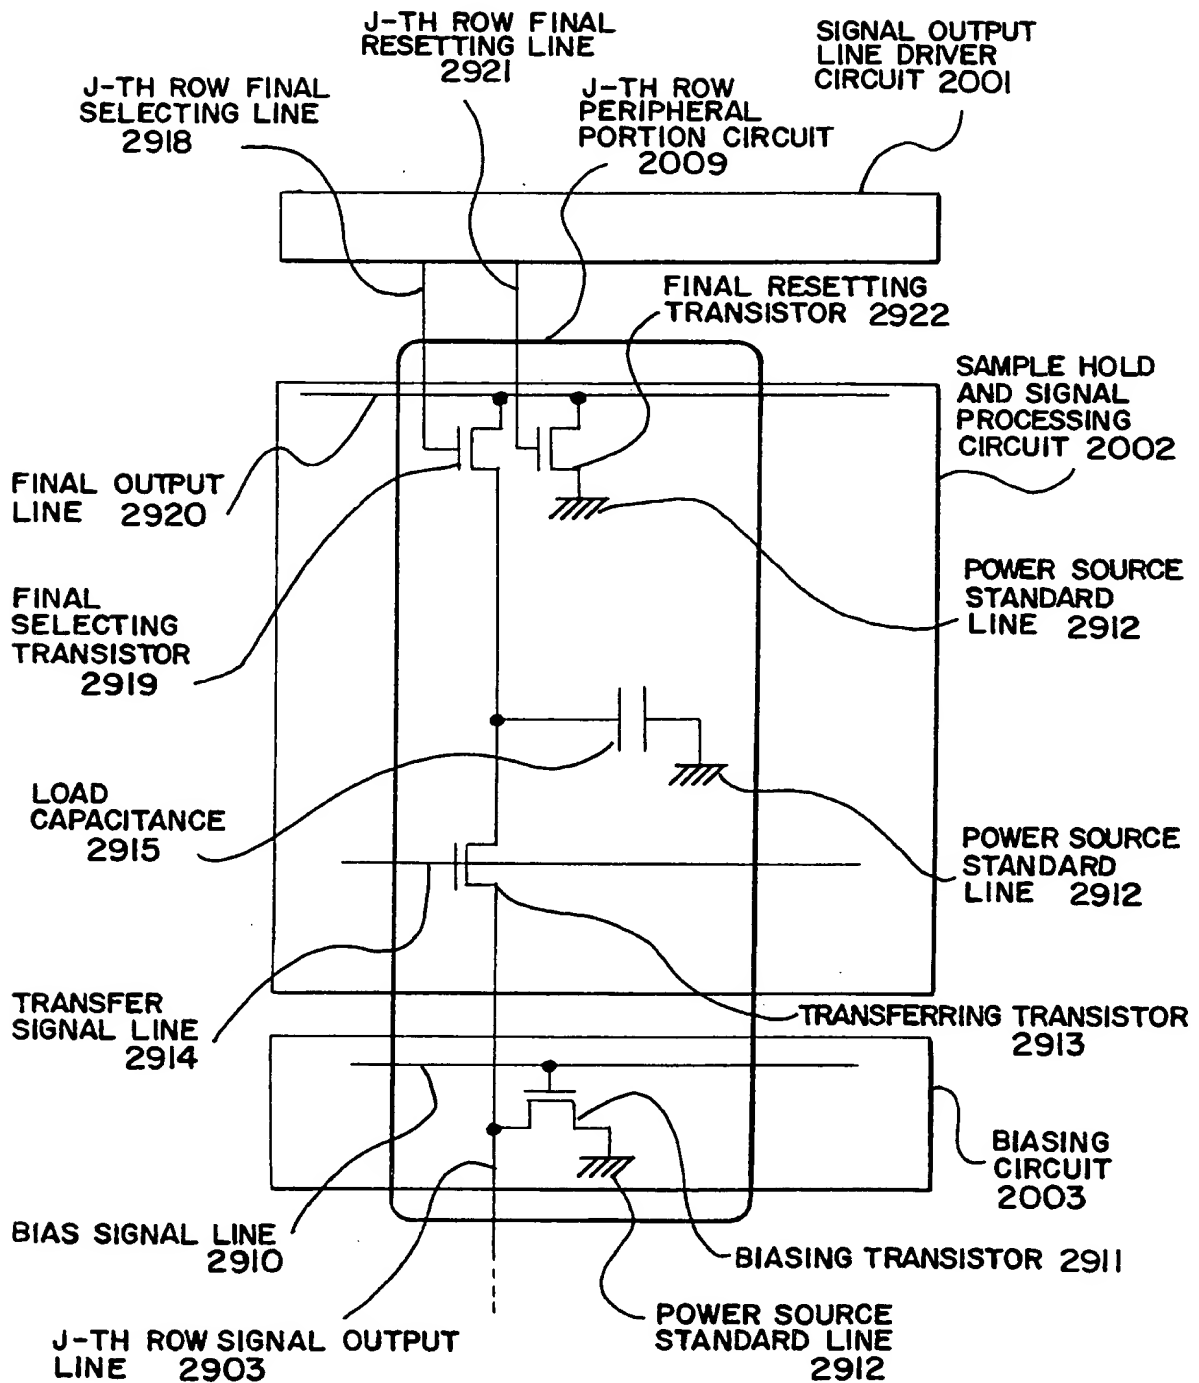 J-TH ROW FINAL
RESETTING LINE
2921
SIGNAL OUTPUT
LINE DRIVER
CIRCUIT 2001
J-TH ROW FINAL
SELECTING LINE
2918
J-TH ROW
PERIPHERAL
PORTION CIRCUIT
2009
FINAL RESETTING
TRANSISTOR 2922
SAMPLE HOLD
AND SIGNAL
PROCESSING
CIRCUIT 2002
FINAL OUTPUT
LINE 2920
POWER SOURCE
STANDARD
LINE 2912
FINAL
SELECTING
TRANSISTOR
2919
LOAD
CAPACITANCE
2915
POWER SOURCE
STANDARD
LINE 2912
TRANSFER
SIGNAL LINE
2914
TRANSFERRING TRANSISTOR
2913
BIASING
CIRCUIT
2003
BIAS SIGNAL LINE
2910
BIASING TRANSISTOR 2911
POWER SOURCE
STANDARD LINE
2912
J-TH ROW SIGNAL OUTPUT
LINE 2903